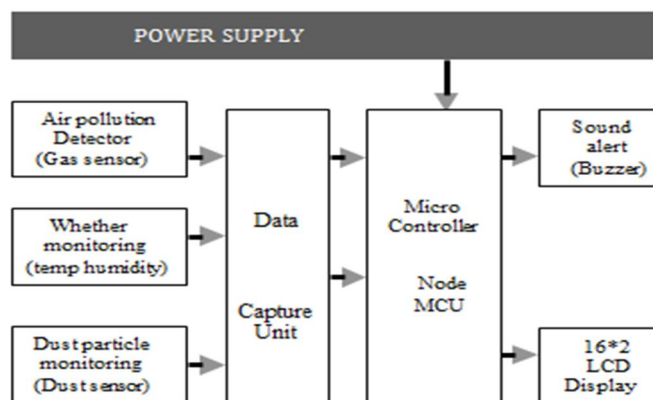 POWER SUPPLY
Air pollution
Detector
(Gas sensor)
Whether
monitoring
(temp humidity)
Dust particle
monitoring
(Dust sensor)
Data
Capture
Unit
Micro
Controller
Node
MCU
Sound
alert
(Buzzer)
16*2
LCD
Display